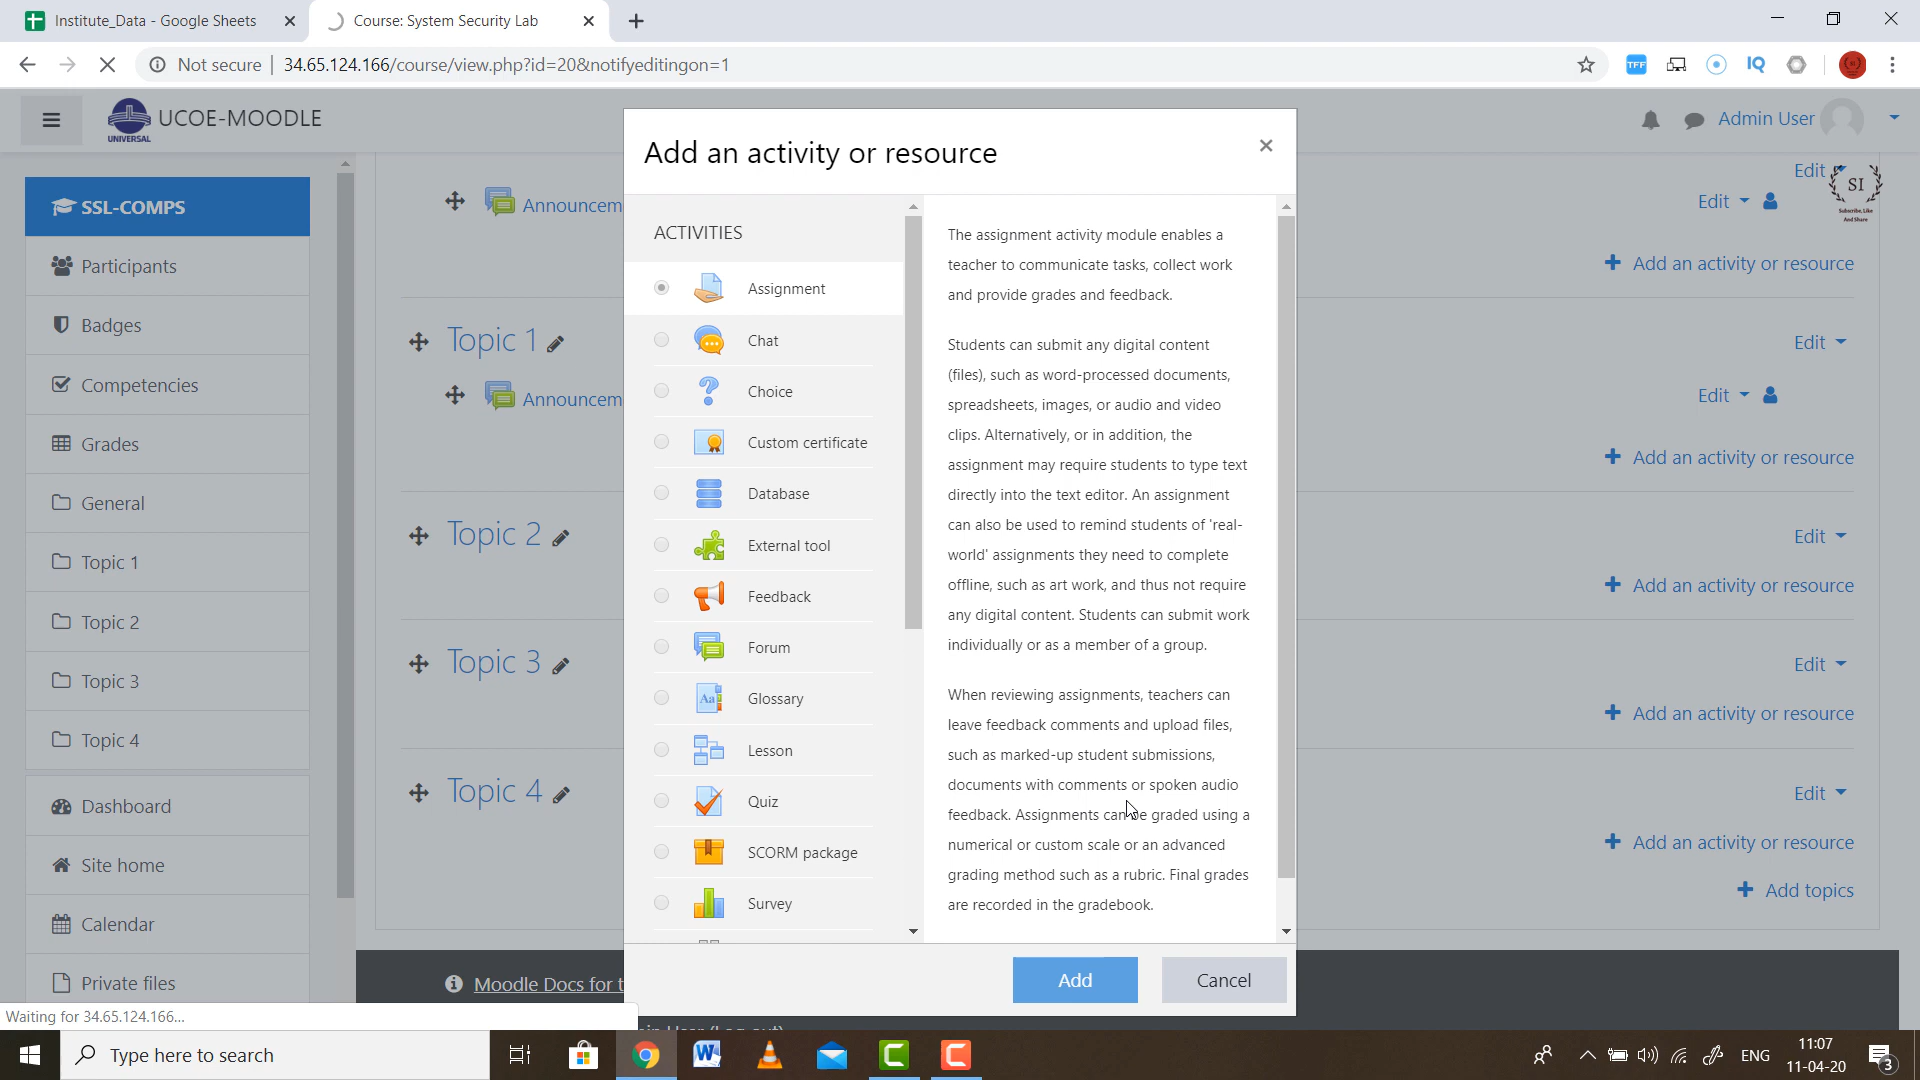 Institute_Data - Google Sheets
Course: System Security Lab
Not secure
34.65.124.166/course/view.php?id=20&notifyeditingon=1
TFF
IQ
UNIVERSAL
UCOE-MOODLE
Admin User
SSL-COMPS
Participants
Badges
Competencies
Grades
General
Topic 1
Topic 2
Topic 3
Topic 4
Dashboard
Site home
Calendar
Private files
Announcem
Edit
Edit
SI
Subscribe, Like
And Share
Add an activity or resource
Topic 1
Edit
Announcem
Edit
Add an activity or resource
Topic 2
Edit
Add an activity or resource
Topic 3
Edit
Add an activity or resource
Topic 4
Edit
Add an activity or resource
Add topics
Add an activity or resource
ACTIVITIES
Assignment
Chat
Choice
Custom certificate
Database
External tool
Feedback
Forum
Glossary
Lesson
Quiz
SCORM package
Survey
The assignment activity module enables a
teacher to communicate tasks, collect work
and provide grades and feedback.
Students can submit any digital content
(files), such as word-processed documents,
spreadsheets, images, or audio and video
clips. Alternatively, or in addition, the
assignment may require students to type text
directly into the text editor. An assignment
can also be used to remind students of 'real-
world' assignments they need to complete
offline, such as art work, and thus not require
any digital content. Students can submit work
individually or as a member of a group.
When reviewing assignments, teachers can
leave feedback comments and upload files,
such as marked-up student submissions,
documents with comments or spoken audio
feedback. Assignments can be graded using a
numerical or custom scale or an advanced
grading method such as a rubric. Final grades
are recorded in the gradebook.
Add
Cancel
Moodle Docs for t
Waiting for 34.65.124.166...
Type here to search
ENG
11:07
11-04-20
3